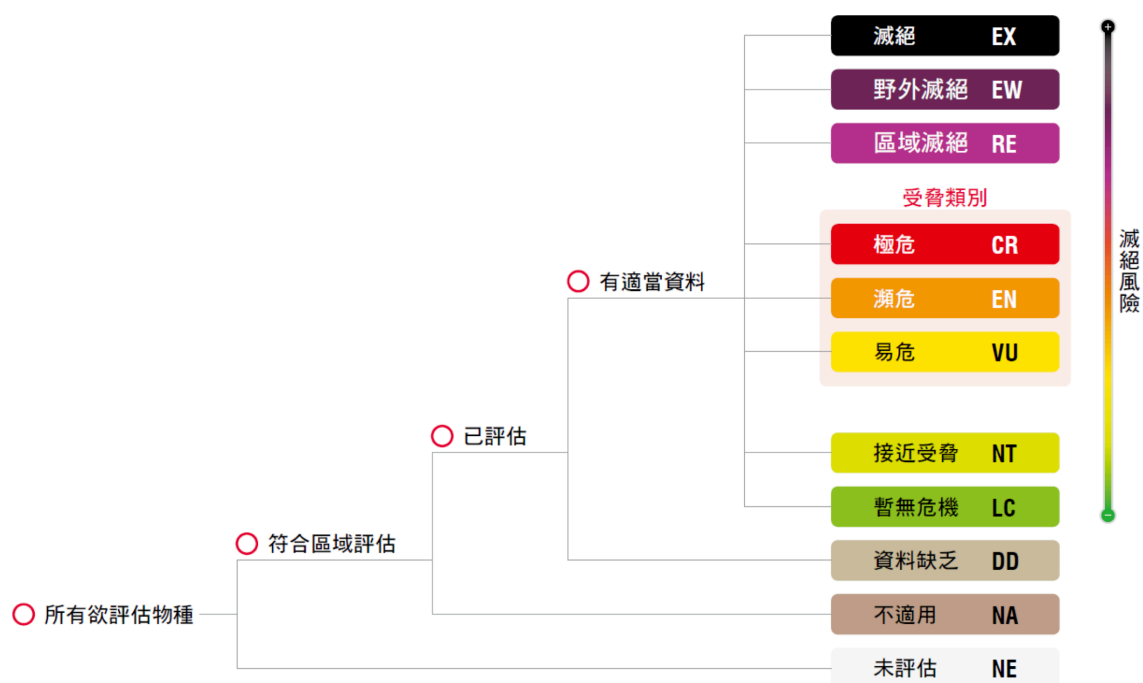 滅絕 EX
野外滅絕 EW
區域滅絕 RE
受脅類別
極危 CR
瀕危 EN
易危 VU
接近受脅 NT
暫無危機 LC
資料缺乏 DD
不適用 NA
未評估 NE
有適當資料
已評估
符合區域評估
所有欲評估物種
滅絕風險
+
−